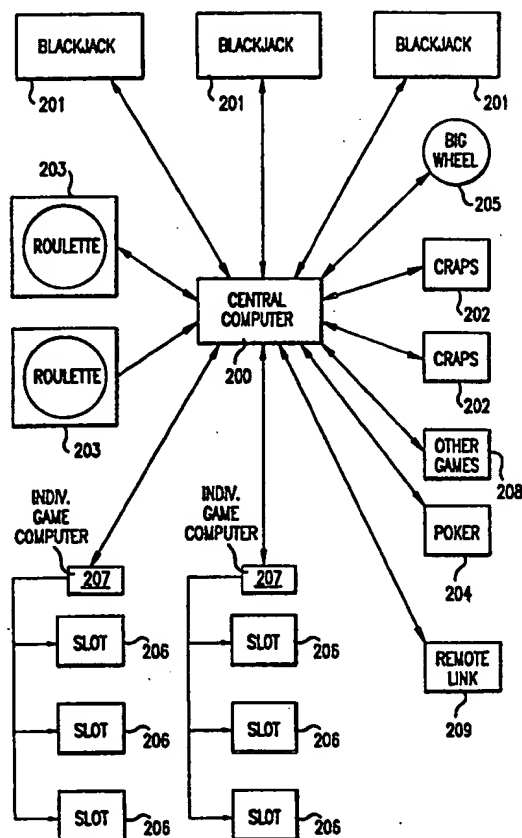 BLACKJACK
BLACKJACK
BLACKJACK
201
201
201
203
BIG
WHEEL
205
ROULETTE
CRAPS
202
CENTRAL
COMPUTER
200
CRAPS
202
ROULETTE
203
OTHER
GAMES
208
POKER
204
INDIV.
GAME
COMPUTER
207
INDIV.
GAME
COMPUTER
207
REMOTE
LINK
209
SLOT
206
SLOT
206
SLOT
206
SLOT
206
SLOT
206
SLOT
206